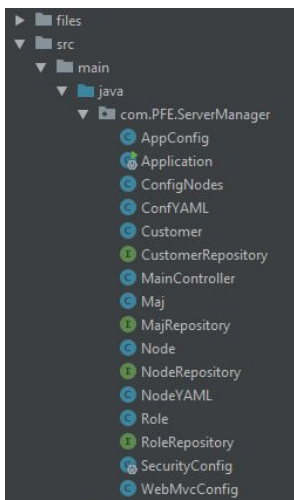 files
src
main
java
com.PFE.ServerManager
AppConfig
Application
ConfigNodes
ConfYAML
Customer
CustomerRepository
MainController
Maj
MajRepository
Node
NodeRepository
NodeYAML
Role
RoleRepository
SecurityConfig
WebMvcConfig